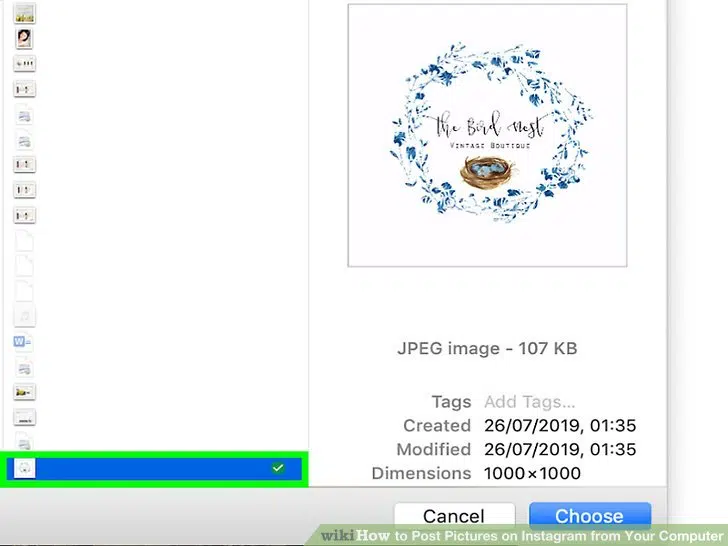 the Bird nest
VINTAGE BOUTIQUE
JPEG image - 107 KB
Tags Add Tags...
Created 26/07/2019, 01:35
Modified 26/07/2019, 01:35
Dimensions 1000×1000
W
Cancel Choose
wikiHow to Post Pictures on Instagram from Your Computer